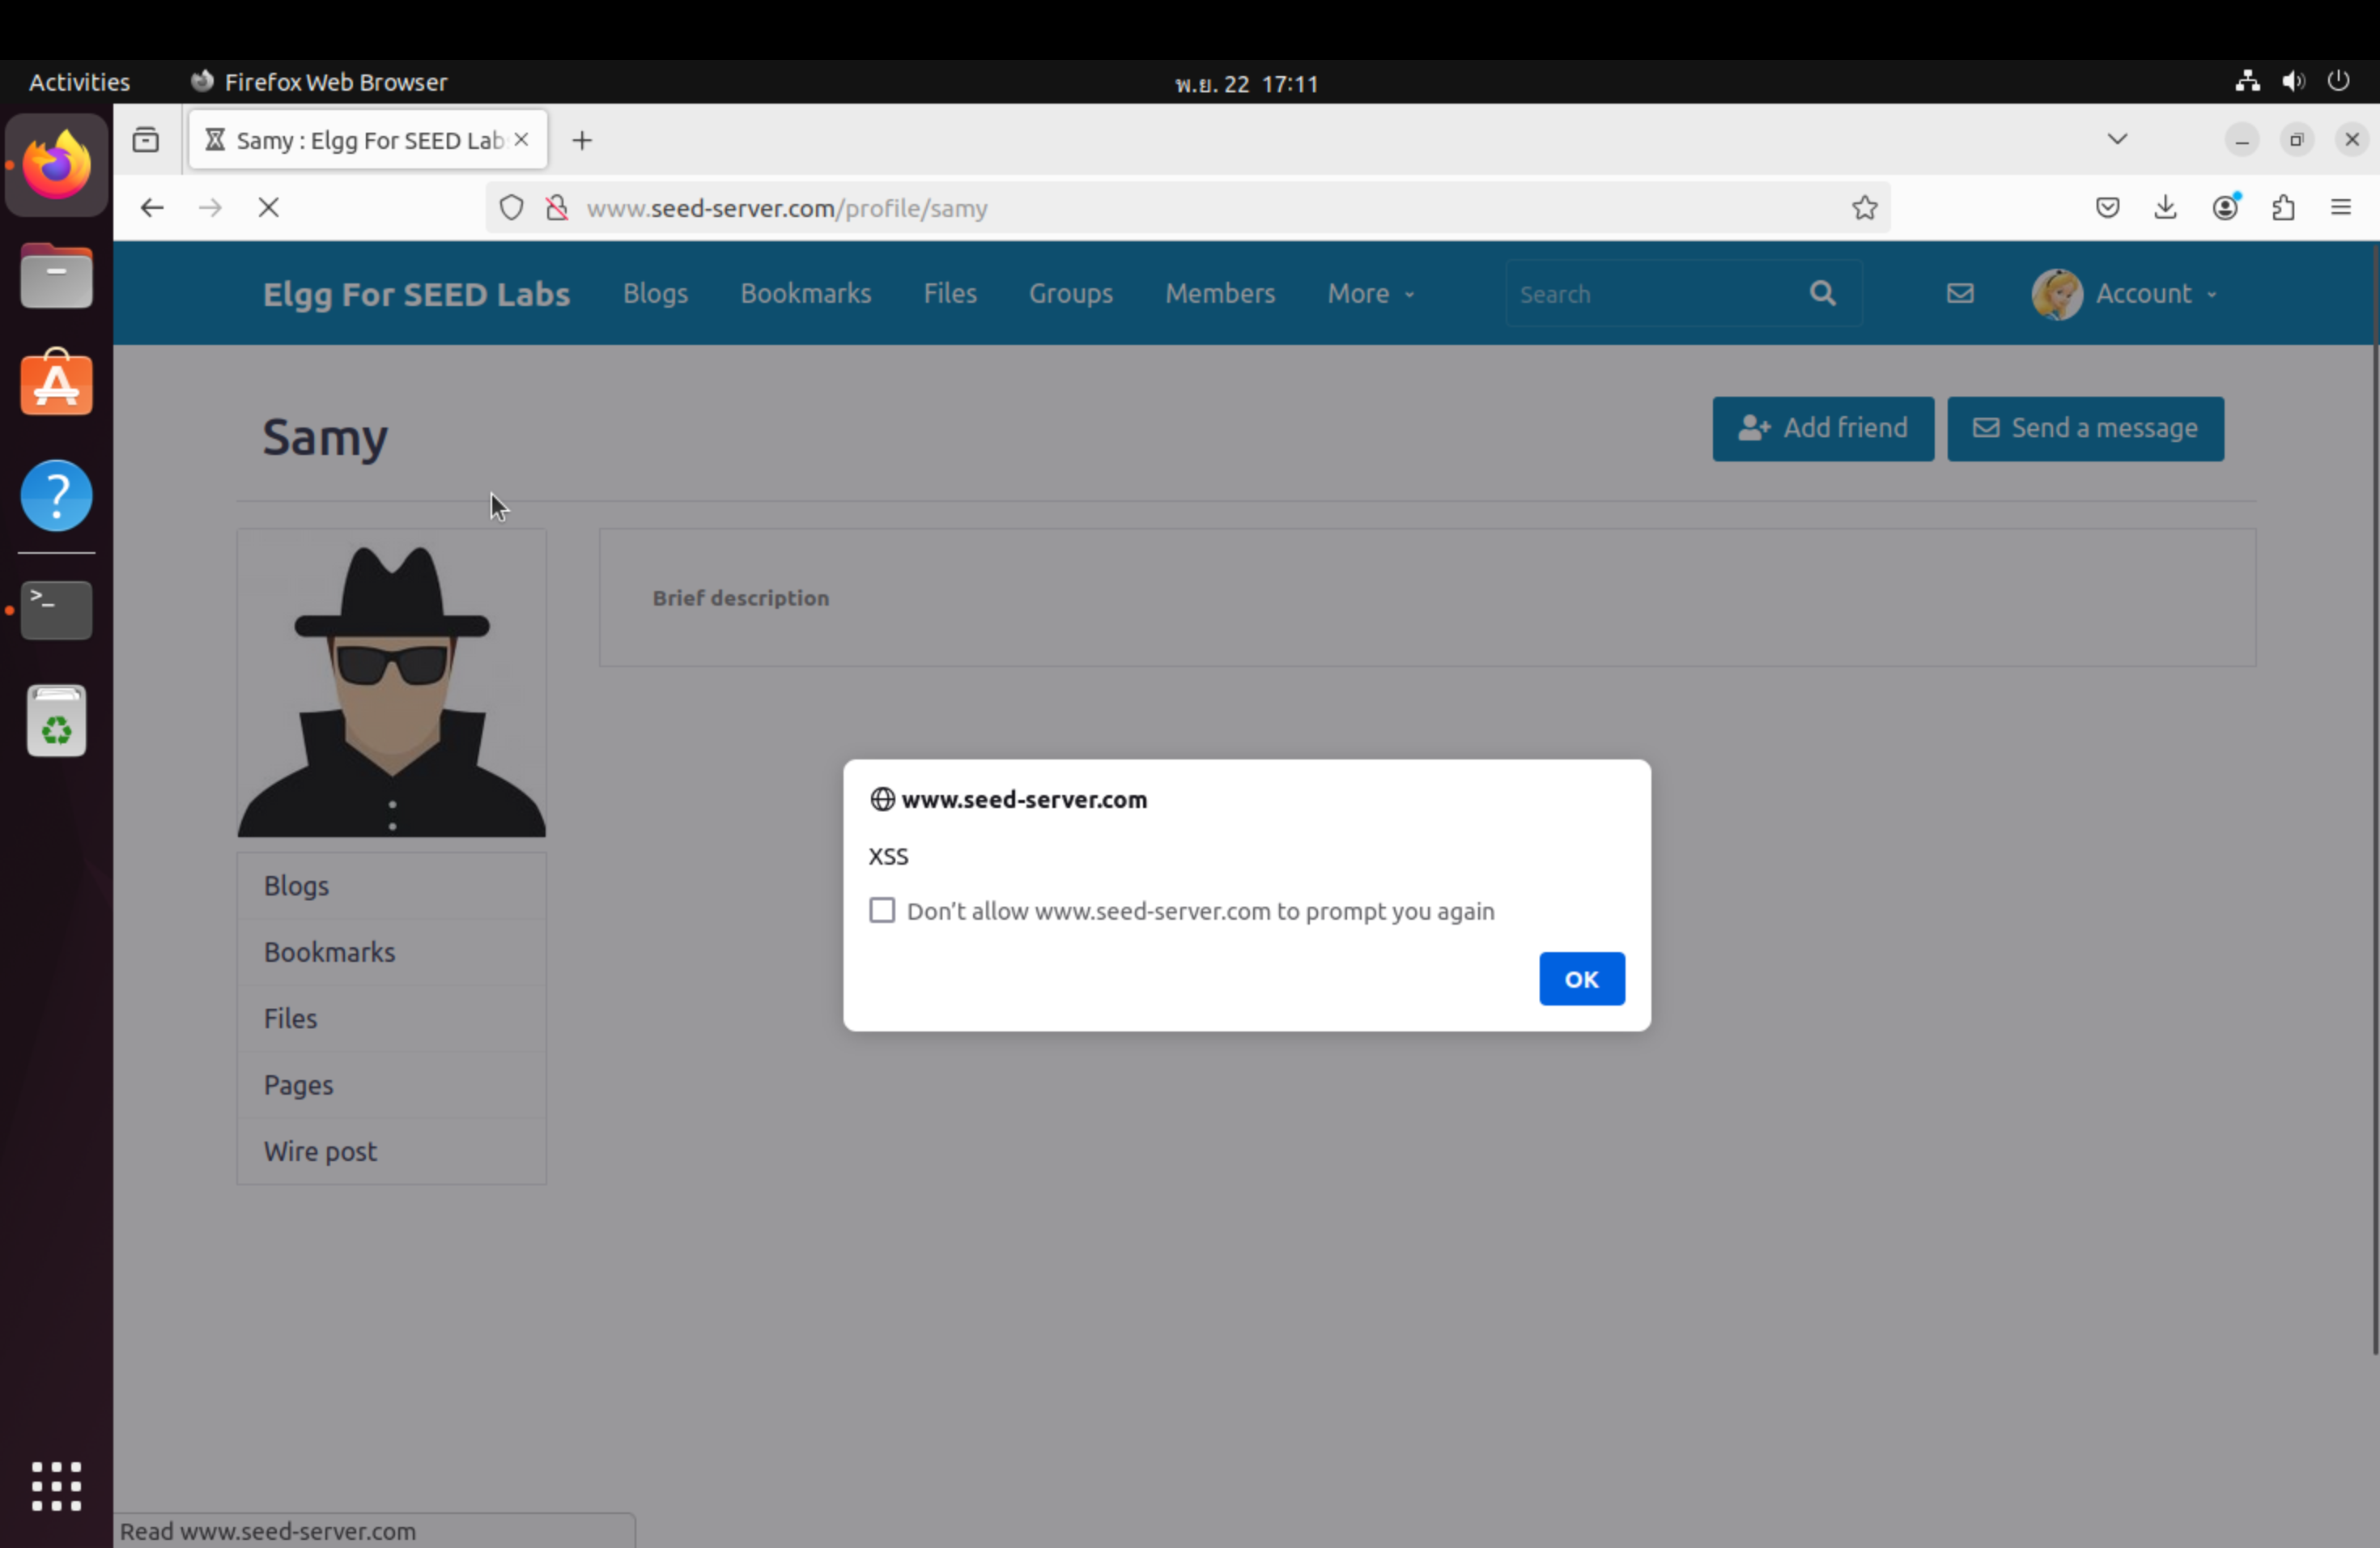 Activities Firefox Web Browser พ.ย. 22 17:11
Samy : Elgg For SEED Lab
www.seed-server.com/profile/samy
Elgg For SEED Labs Blogs Bookmarks Files Groups Members More Search Account
Samy
Add friend Send a message
Brief description
www.seed-server.com
XSS
Don’t allow www.seed-server.com to prompt you again
OK
Blogs
Bookmarks
Files
Pages
Wire post
Read www.seed-server.com